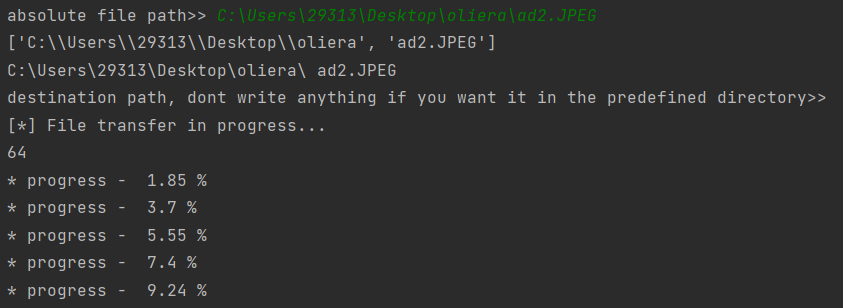 absolute file path>> C:\Users\29313\Desktop\oliera\ad2.JPEG
['C:\\Users\\29313\\Desktop\\oliera', 'ad2.JPEG']
C:\Users\29313\Desktop\oliera\ ad2.JPEG
destination path, dont write anything if you want it in the predefined directory>>
[*] File transfer in progress...
64
* progress -  1.85 %
* progress -  3.7 %
* progress -  5.55 %
* progress -  7.4 %
* progress -  9.24 %